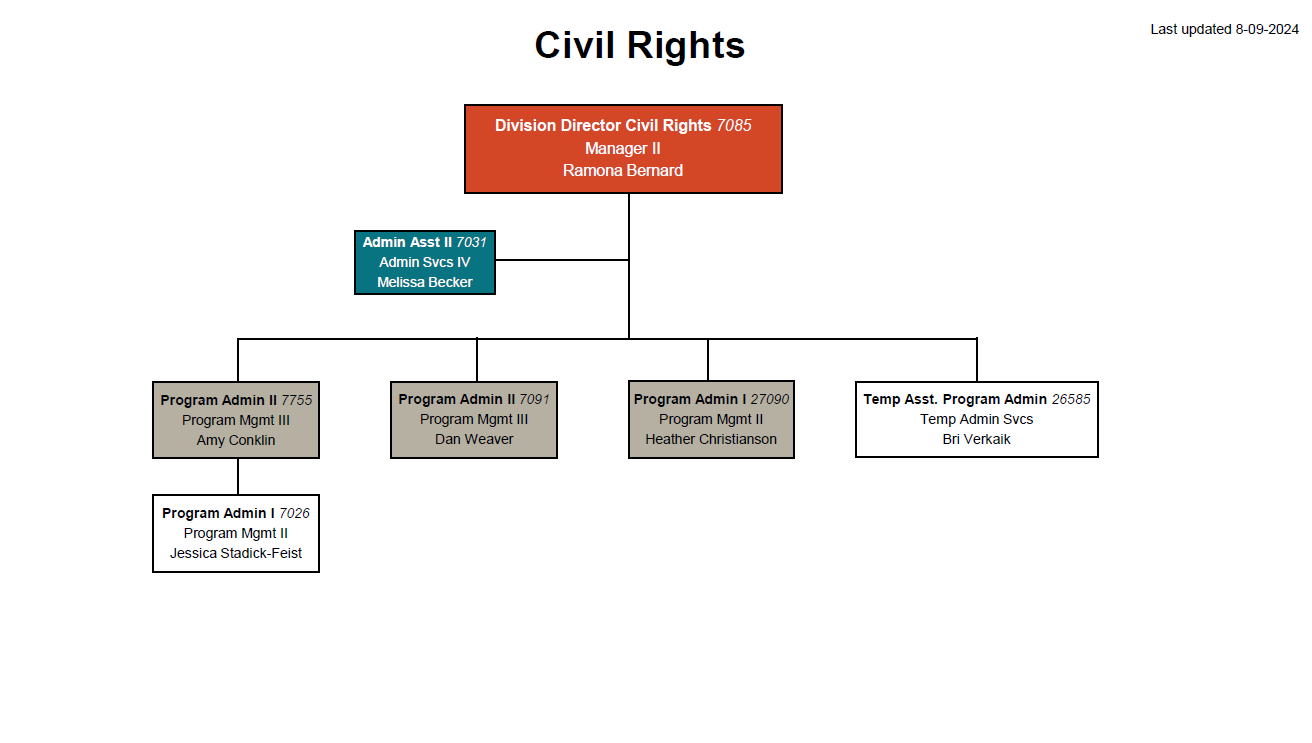 Civil Rights
Last updated 8-09-2024
Division Director Civil Rights 7085
Manager II
Ramona Bernard
Admin Asst II 7031
Admin Svcs IV
Melissa Becker
Program Admin II 7755
Program Mgmt III
Amy Conklin
Program Admin II 7091
Program Mgmt III
Dan Weaver
Program Admin I 27090
Program Mgmt II
Heather Christianson
Temp Asst. Program Admin 26585
Temp Admin Svcs
Bri Verkaik
Program Admin I 7026
Program Mgmt II
Jessica Stadick-Feist